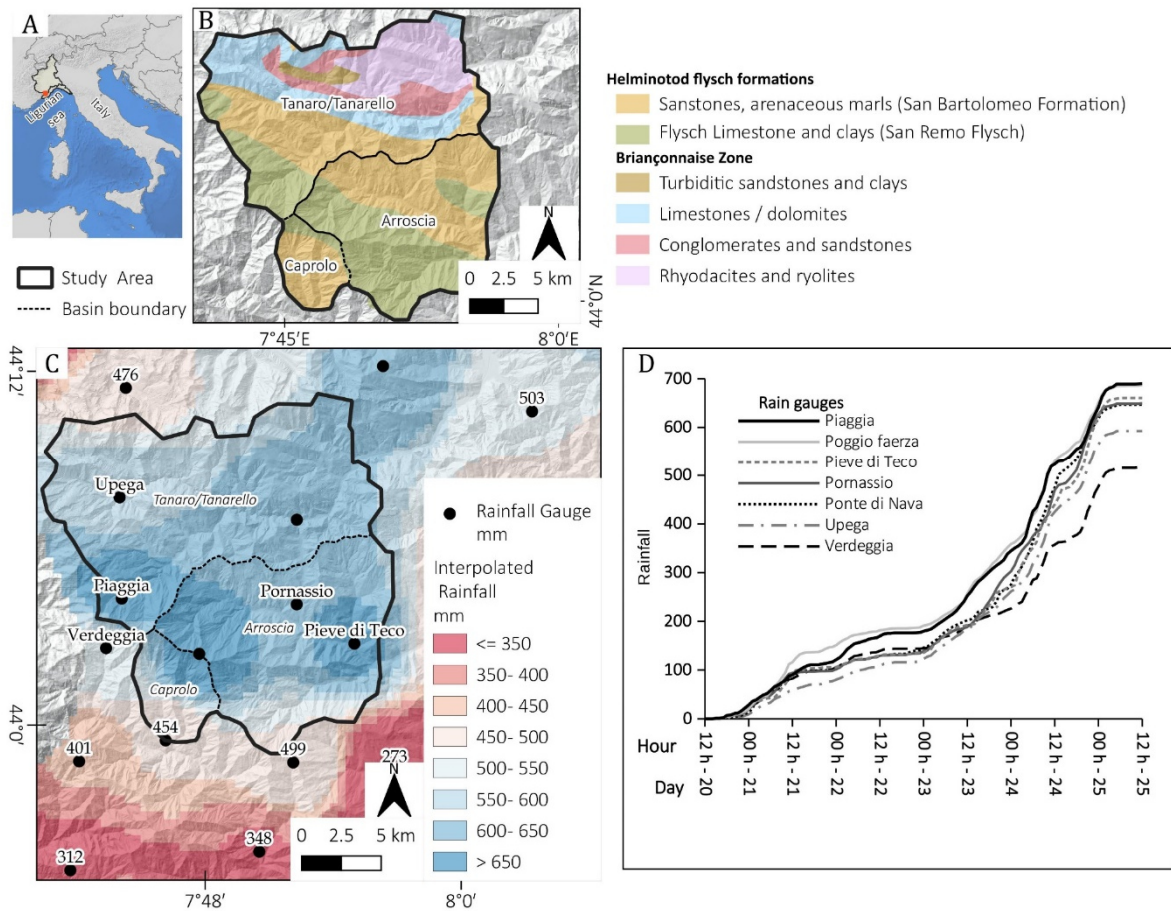 A
Ligurian
sea
Italy
Study Area
Basin boundary
B
Tanaro/Tanarello
Arroscia
Caprolo
N
0 2.5 5 km
7°45′E
8°0′E
44°0′N
Helminotod flysch formations
Sanstones, arenaceous marls (San Bartolomeo Formation)
Flysch Limestone and clays (San Remo Flysch)
Briançonnaise Zone
Turbiditic sandstones and clays
Limestones / dolomites
Conglomerates and sandstones
Rhyodacites and ryolites
C
44°12′
44°0′
476
503
Upega
Tanaro/Tanarello
Piaggia
Pornassio
Verdeggia
Arroscia
Pieve di Teco
Caprolo
454
401
499
273
348
312
N
0 2.5 5 km
7°48′
8°0′
Rainfall Gauge
mm
Interpolated
Rainfall
mm
<= 350
350- 400
400- 450
450- 500
500- 550
550- 600
600- 650
> 650
D
Rainfall
700
600
500
400
300
200
100
0
Rain gauges
Piaggia
Poggio faerza
Pieve di Teco
Pornassio
Ponte di Nava
Upega
Verdeggia
Hour
Day
12 h - 20
00 h - 21
12 h - 21
00 h - 22
12 h - 22
00 h - 23
12 h - 23
00 h - 24
12 h - 24
00 h - 25
12 h - 25